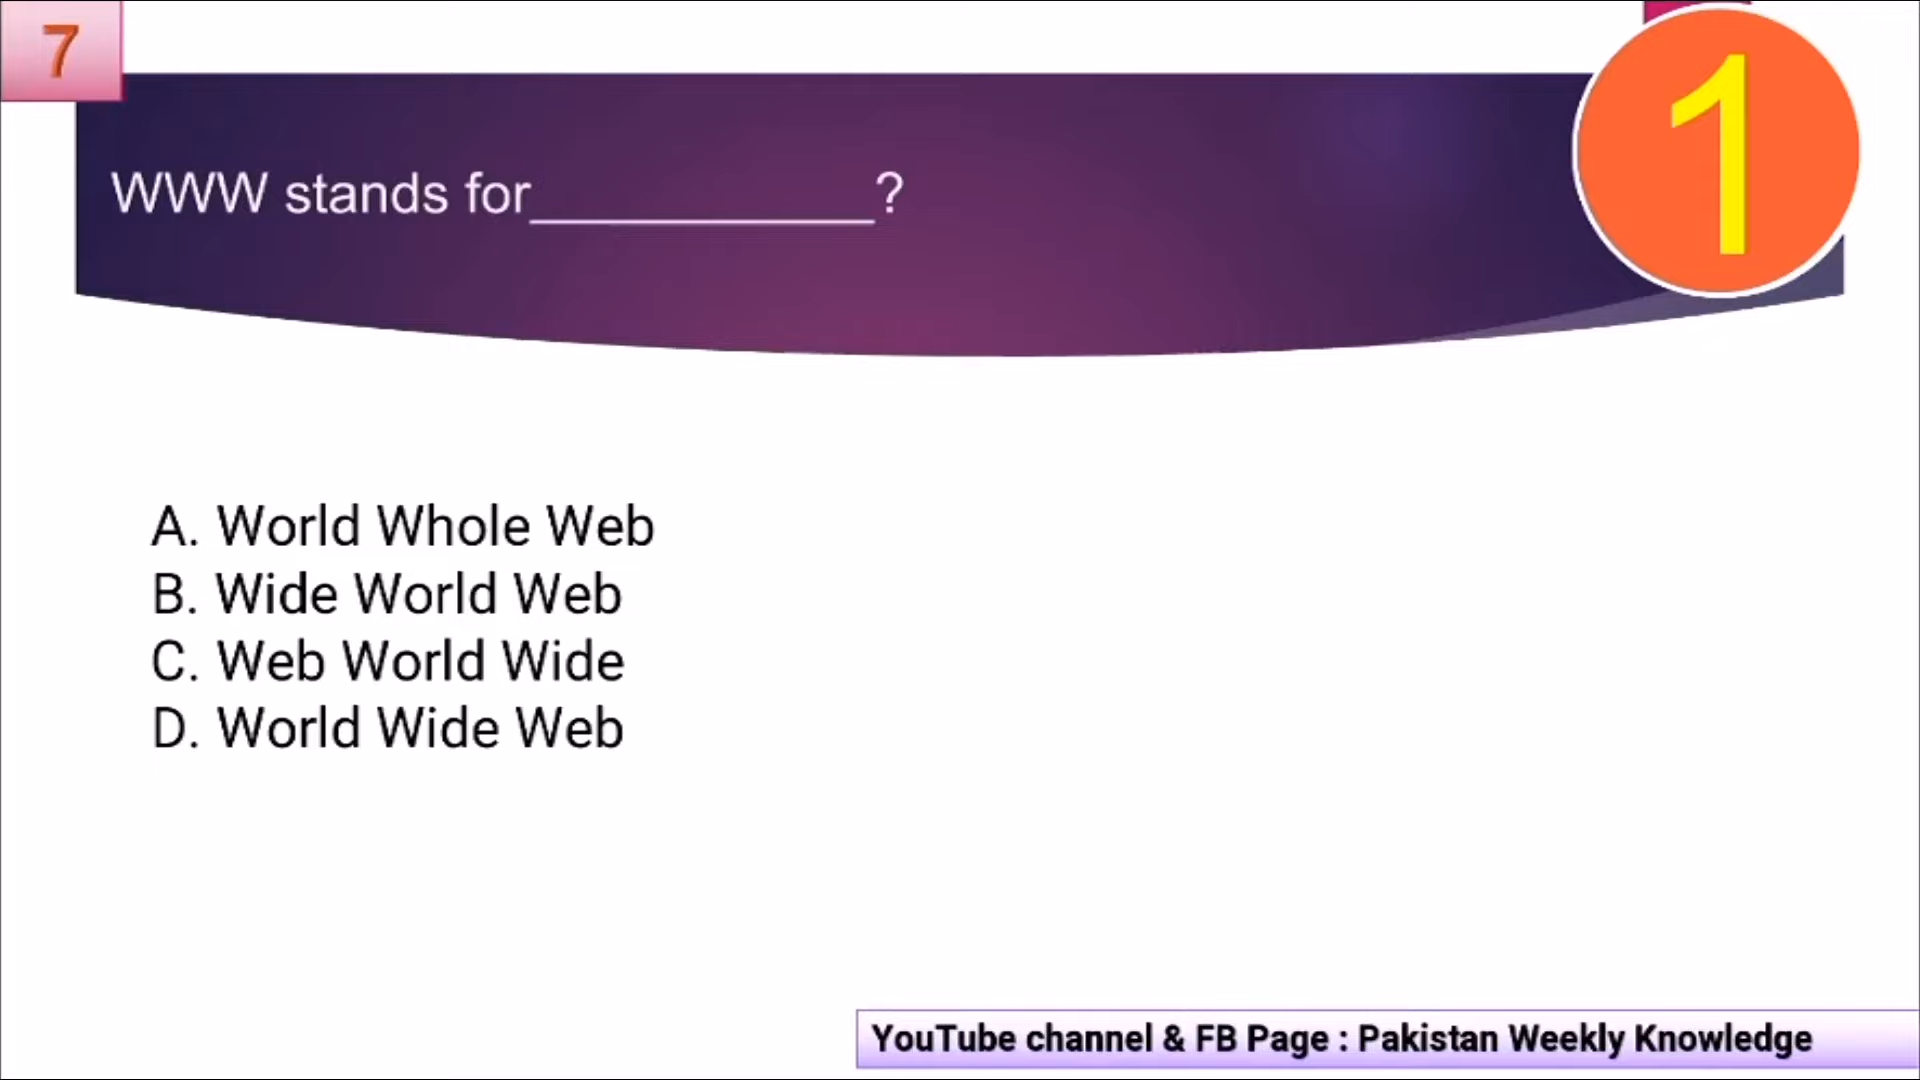 7
1
WWW stands for____________?
A. World Whole Web
B. Wide World Web
C. Web World Wide
D. World Wide Web
YouTube channel & FB Page : Pakistan Weekly Knowledge